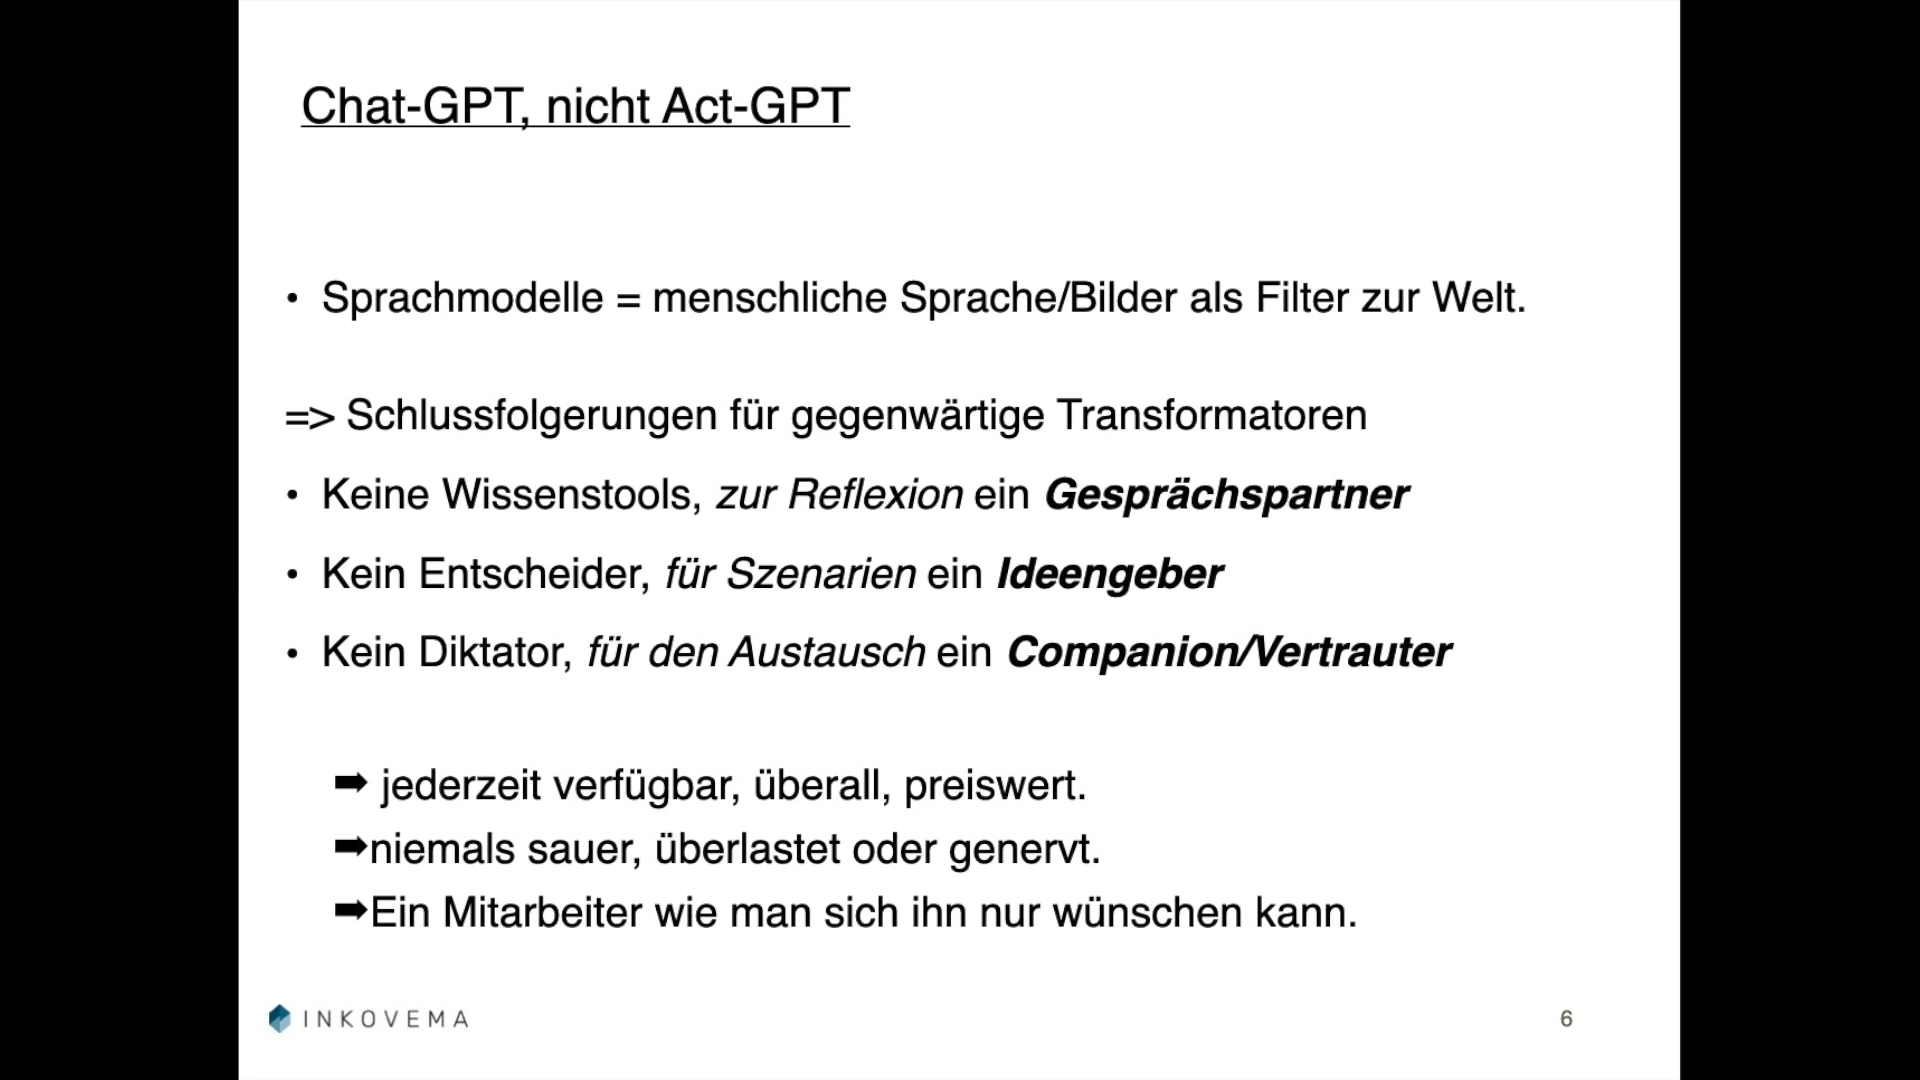 Chat-GPT, nicht Act-GPT
• Sprachmodelle = menschliche Sprache/Bilder als Filter zur Welt.
=> Schlussfolgerungen für gegenwärtige Transformatoren
• Keine Wissenstools, zur Reflexion ein Gesprächspartner
• Kein Entscheider, für Szenarien ein Ideengeber
• Kein Diktator, für den Austausch ein Companion/Vertrauter
➡ jederzeit verfügbar, überall, preiswert.
➡niemals sauer, überlastet oder genervt.
➡Ein Mitarbeiter wie man sich ihn nur wünschen kann.
INKOVEMA
6